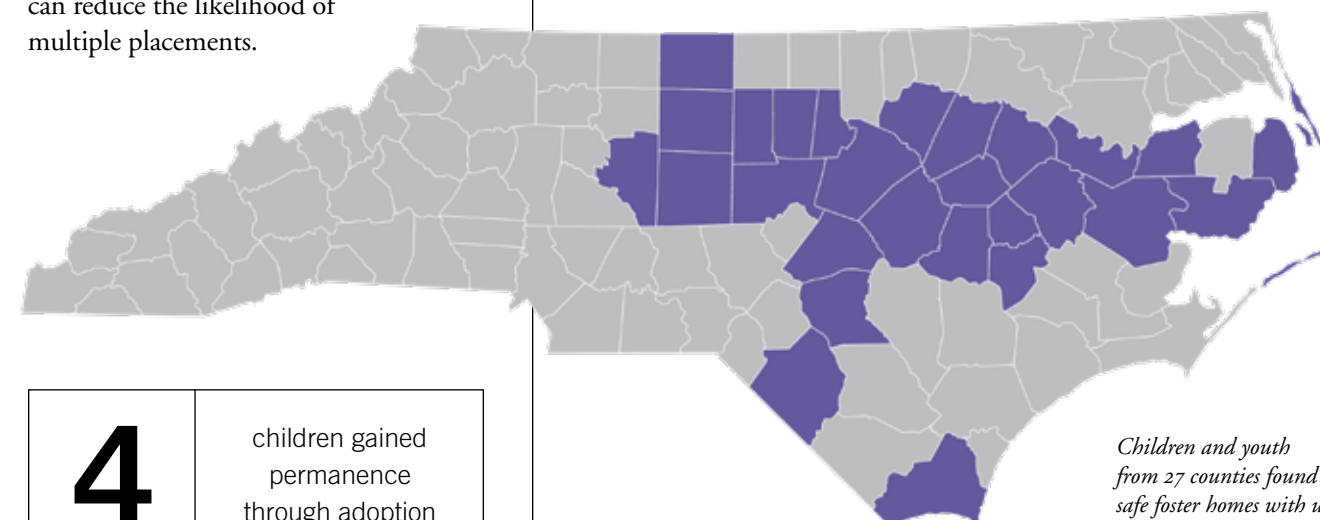 can reduce the likelihood of
multiple placements.
4
children gained
permanence
through adoption
Children and youth
from 27 counties found
safe foster homes with u